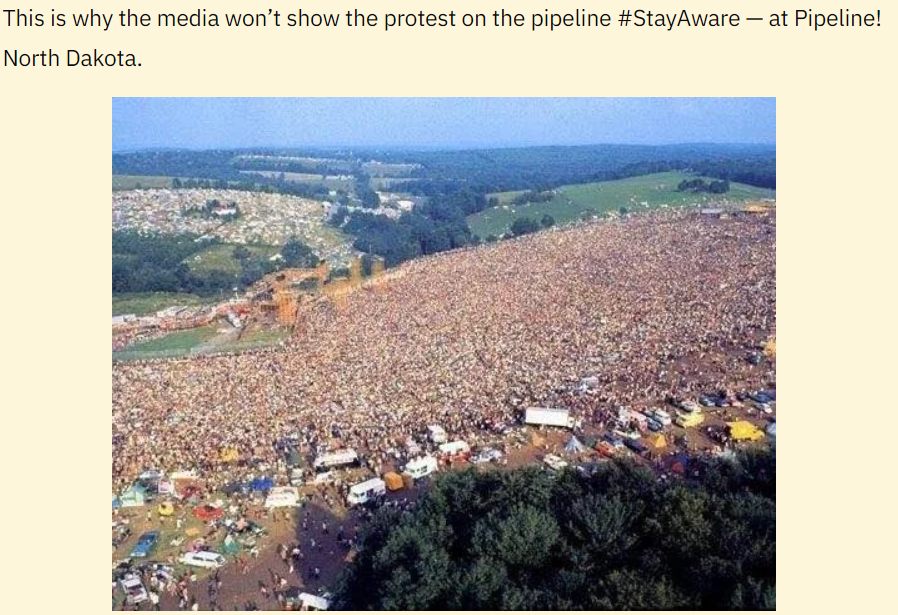 This is why the media won’t show the protest on the pipeline #StayAware — at Pipeline!
North Dakota.